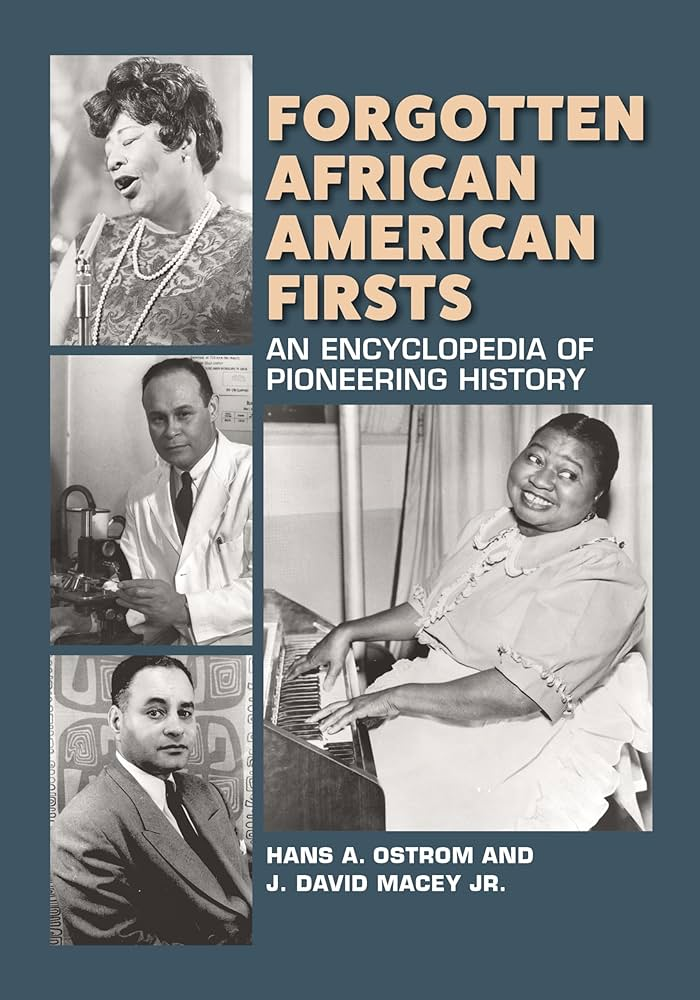 FORGOTTEN
AFRICAN
AMERICAN
FIRSTS
AN ENCYCLOPEDIA OF
PIONEERING HISTORY
HANS A. OSTROM AND
J. DAVID MACEY JR.